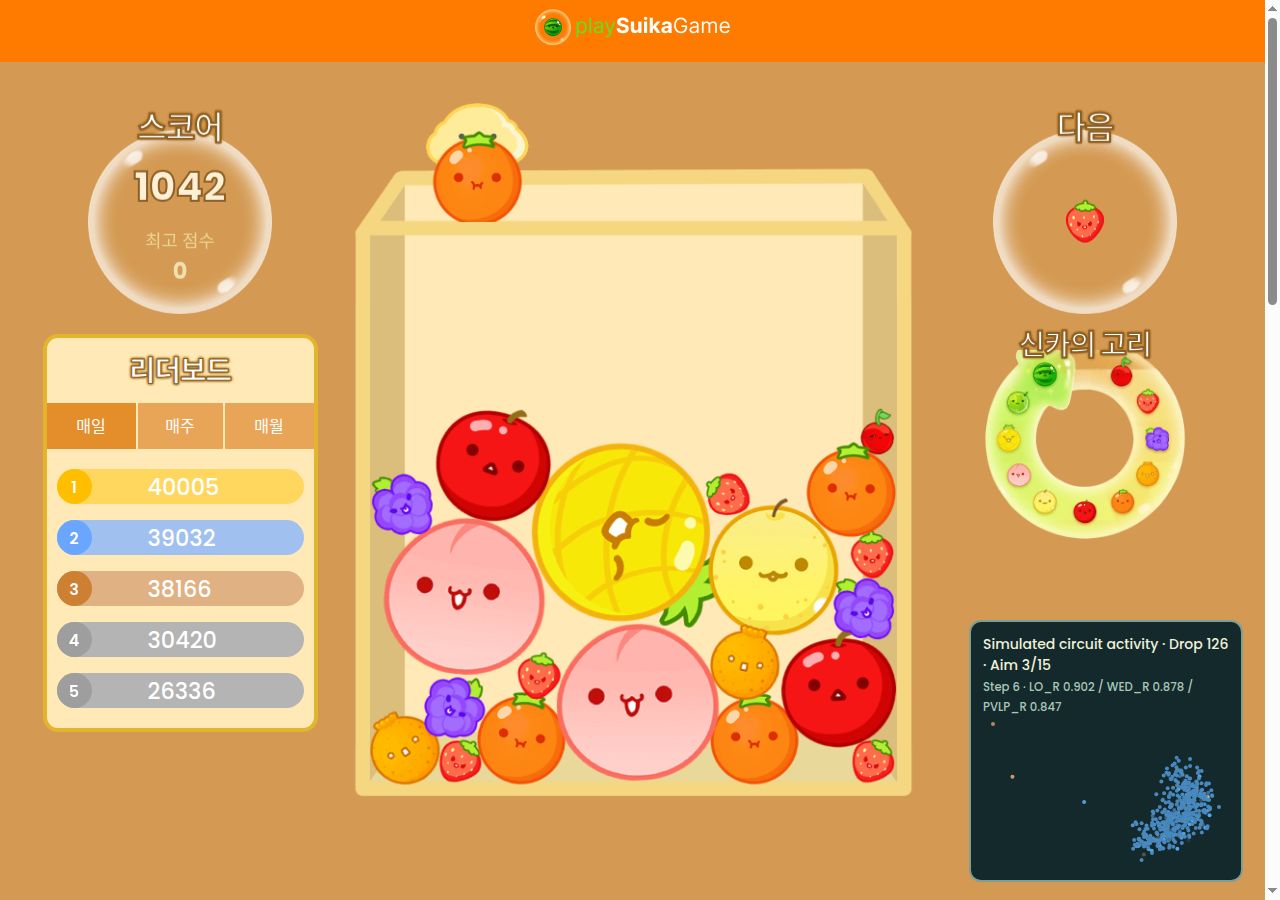 playSuikaGame
스코어
1042
최고 점수
0
다음
리더보드
매일
매주
매월
1
40005
2
39032
3
38166
4
30420
5
26336
신카의 고리
Simulated circuit activity · Drop 126
· Aim 3/15
Step 6 · LO_R 0.902 / WED_R 0.878 /
PVLP_R 0.847